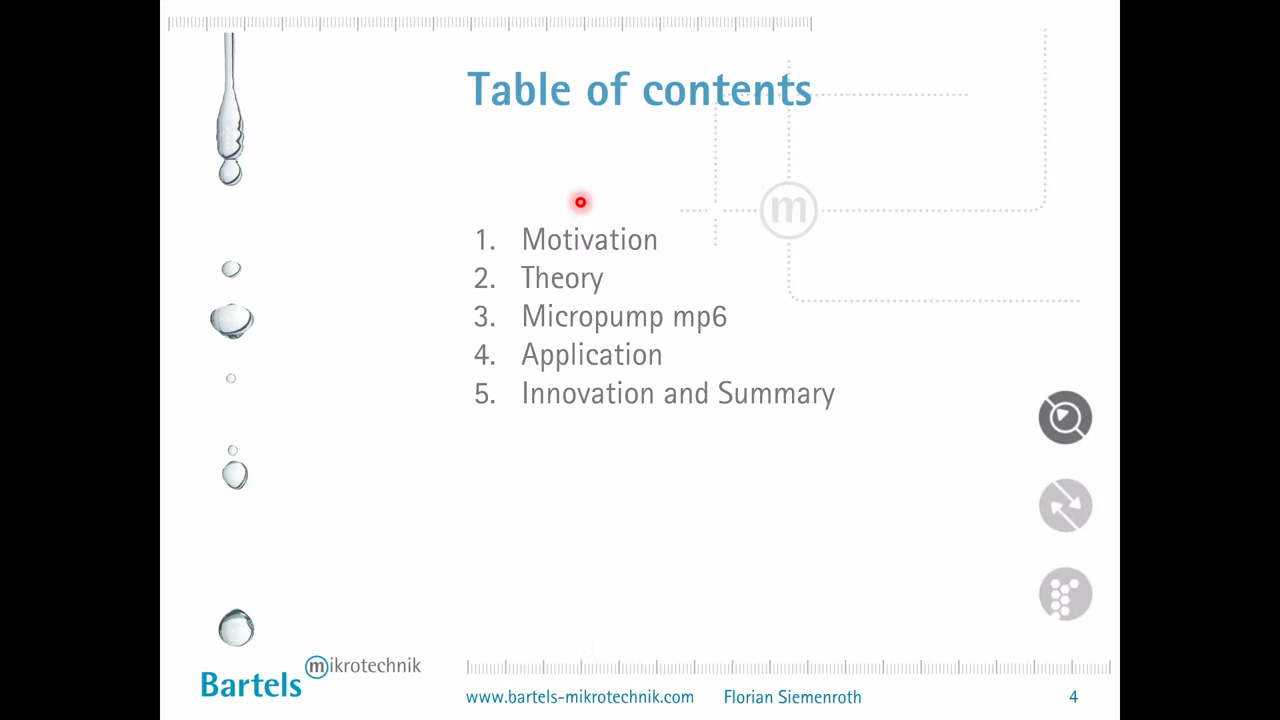 Table of contents
m
1. Motivation
2. Theory
3. Micropump mp6
4. Application
5. Innovation and Summary
Bartels mikrotechnik
www.bartels-mikrotechnik.com Florian Siemenroth 4